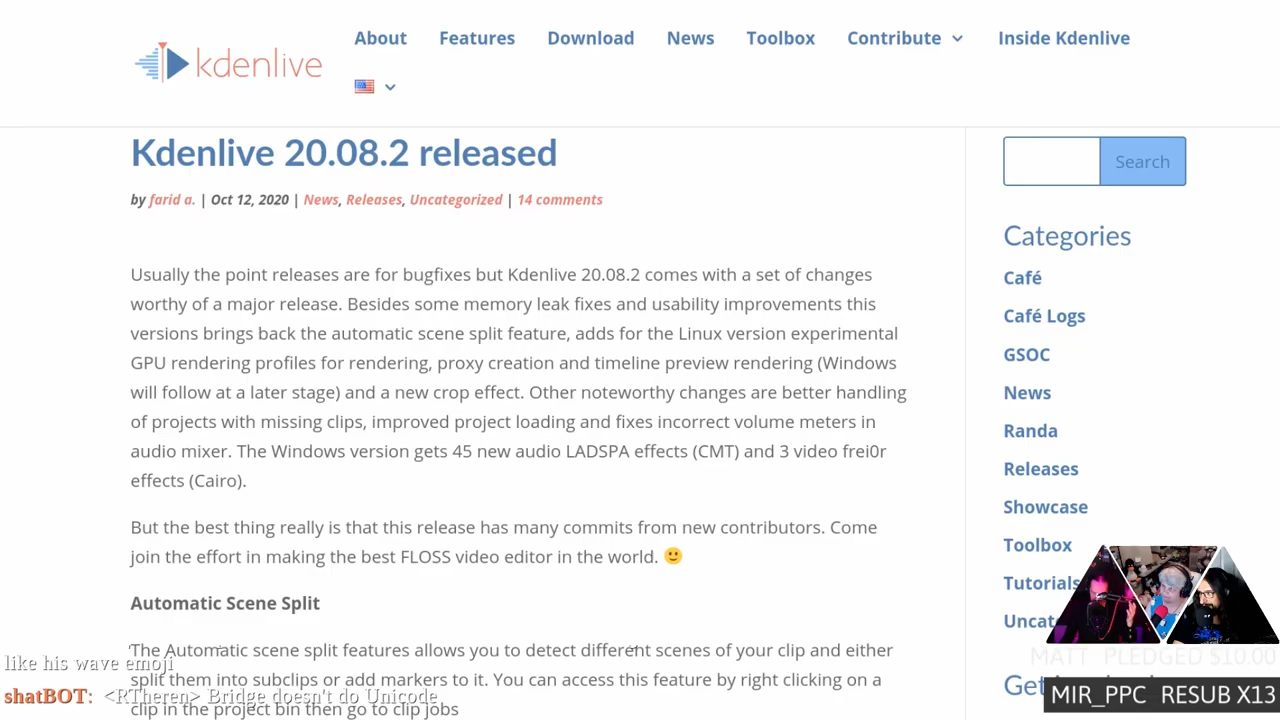 About Features Download News Toolbox Contribute Inside Kdenlive
kdenlive
Kdenlive 20.08.2 released
by farid a. | Oct 12, 2020 | News, Releases, Uncategorized | 14 comments
Usually the point releases are for bugfixes but Kdenlive 20.08.2 comes with a set of changes
worthy of a major release. Besides some memory leak fixes and usability improvements this
versions brings back the automatic scene split feature, adds for the Linux version experimental
GPU rendering profiles for rendering, proxy creation and timeline preview rendering (Windows
will follow at a later stage) and a new crop effect. Other noteworthy changes are better handling
of projects with missing clips, improved project loading and fixes incorrect volume meters in
audio mixer. The Windows version gets 45 new audio LADSPA effects (CMT) and 3 video frei0r
effects (Cairo).
But the best thing really is that this release has many commits from new contributors. Come
join the effort in making the best FLOSS video editor in the world. 🙂
Automatic Scene Split
The Automatic scene split features allows you to detect different scenes of your clip and either
split them into subclips or add markers to it. You can access this feature by right clicking on a
clip in the project bin then go to clip jobs
Search
Categories
Café
Café Logs
GSOC
News
Randa
Releases
Showcase
Toolbox
Tutorials
like his wave emoji
shatBOT: <RTheren> Bridge doesn't do Unicode
MATT PLEDGED $10.00
MIR_PPC RESUB X13